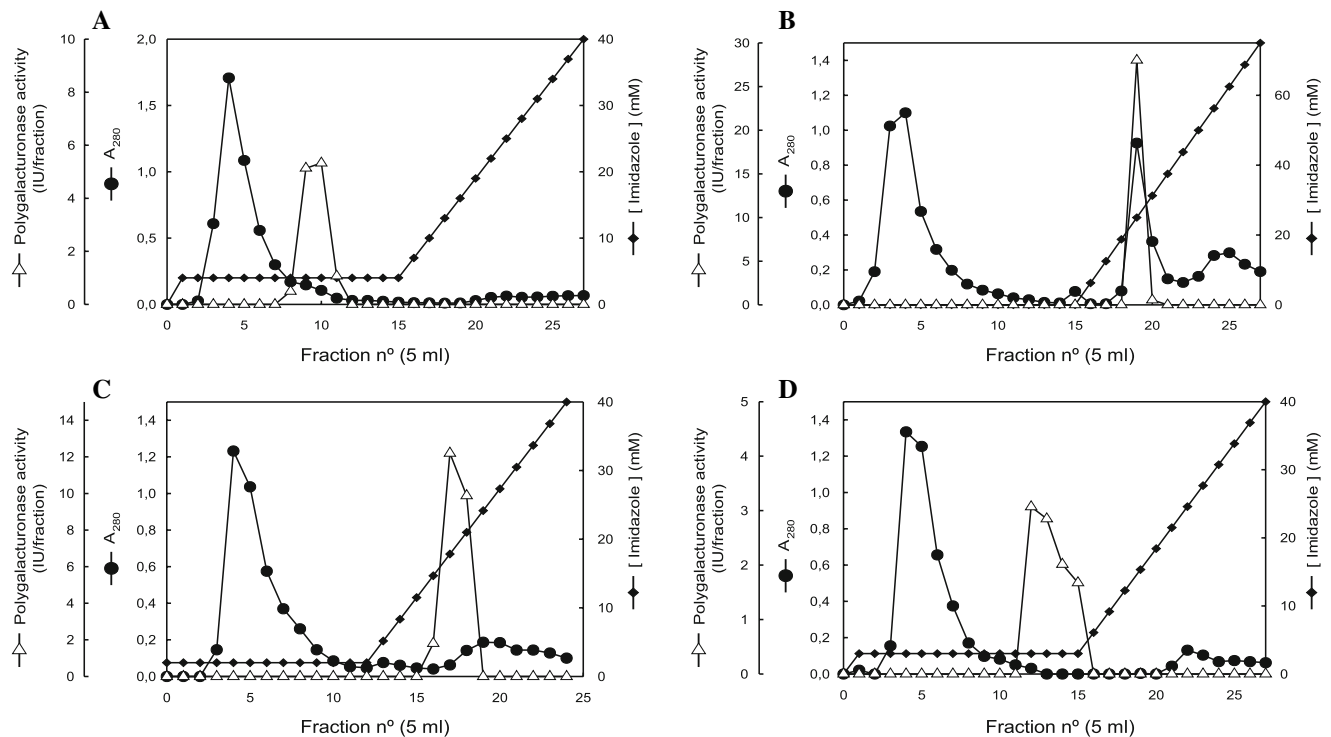 A
Polygalacturonase activity
(IU/fraction)
A280
[ Imidazole ] (mM)
10
8
6
4
2
0
2,0
1,5
1,0
0,5
0,0
40
30
20
10
0
0 5 10 15 20 25
Fraction nº (5 ml)
B
Polygalacturonase activity
(IU/fraction)
A280
[ Imidazole ] (mM)
30
25
20
15
10
5
0
1,4
1,2
1,0
0,8
0,6
0,4
0,2
0,0
60
40
20
0
0 5 10 15 20 25
Fraction nº (5 ml)
C
Polygalacturonase activity
(IU/fraction)
A280
[ Imidazole ] (mM)
14
12
10
8
6
4
2
0
1,4
1,2
1,0
0,8
0,6
0,4
0,2
0,0
40
30
20
10
0
0 5 10 15 20 25
Fraction nº (5 ml)
D
Polygalacturonase activity
(IU/fraction)
A280
[ Imidazole ] (mM)
5
4
3
2
1
0
1,4
1,2
1,0
0,8
0,6
0,4
0,2
0,0
40
30
20
10
0
0 5 10 15 20 25
Fraction nº (5 ml)